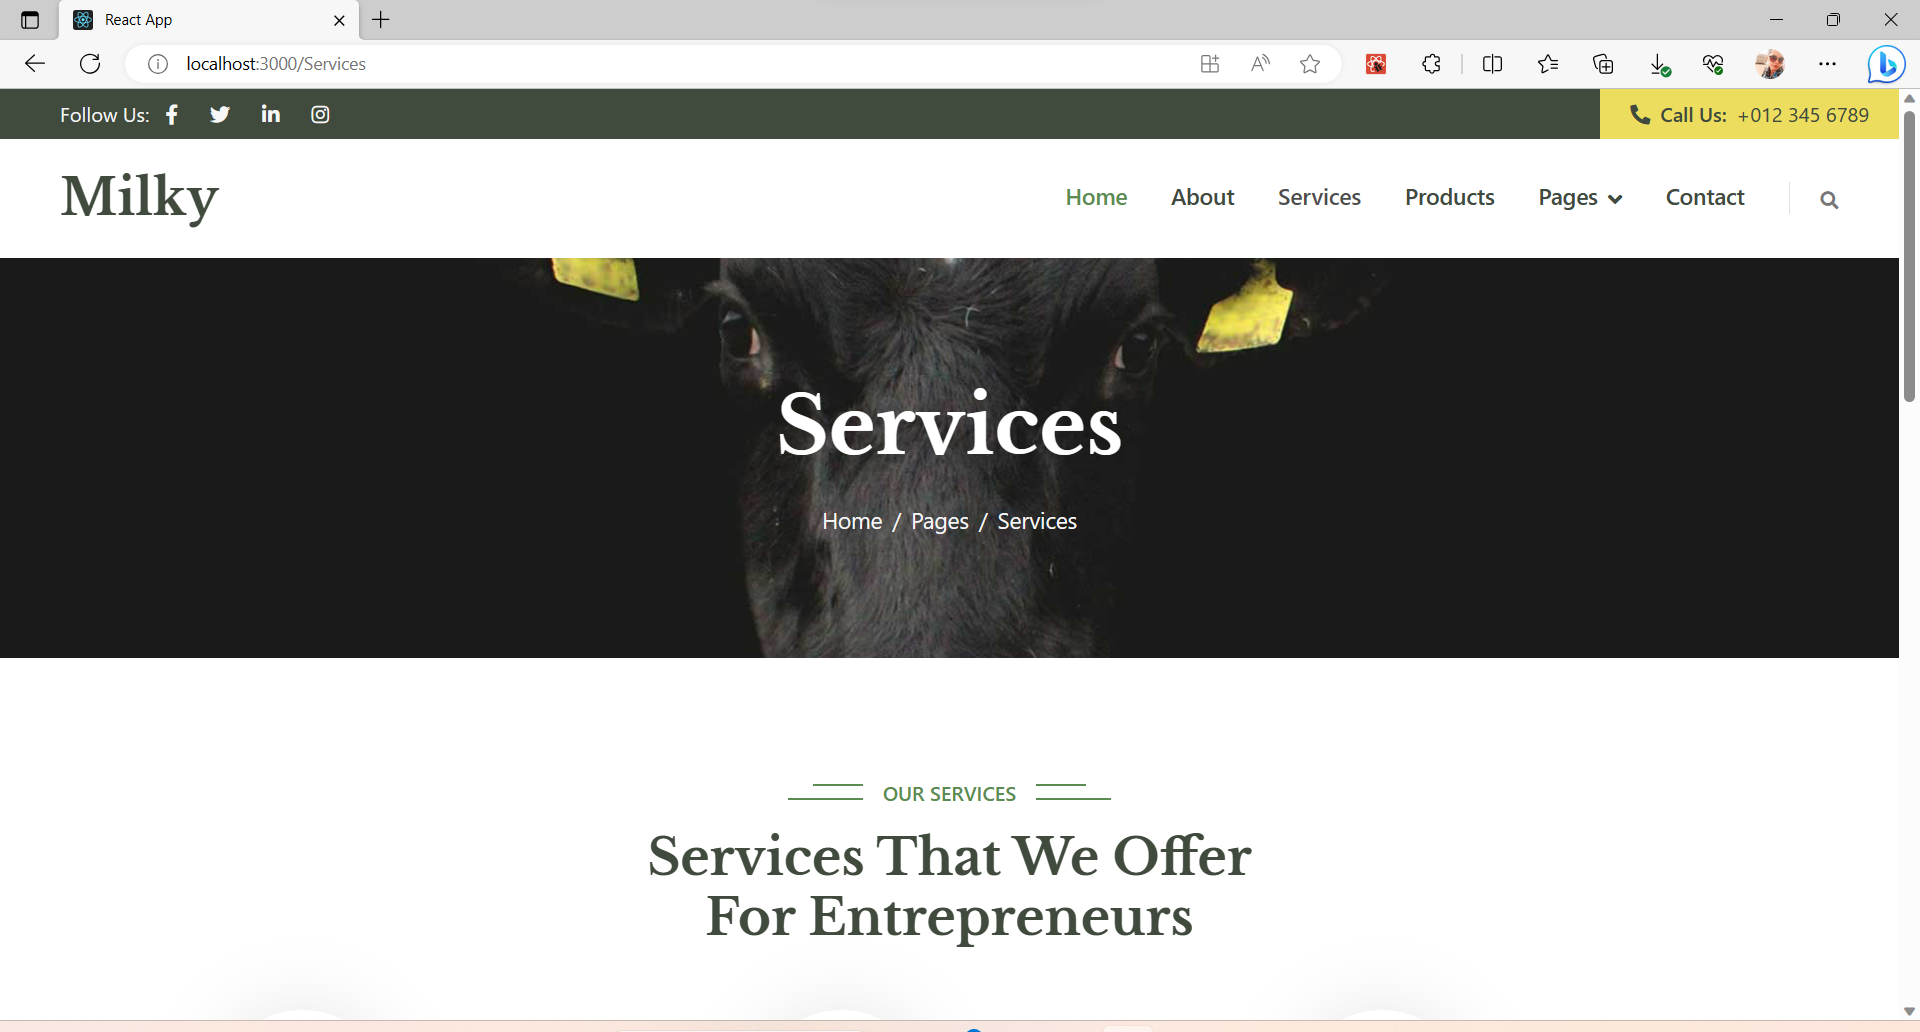 React App
localhost:3000/Services
Follow Us:
Call Us: +012 345 6789
Milky
Home About Services Products Pages Contact
Services
Home / Pages / Services
OUR SERVICES
Services That We Offer
For Entrepreneurs